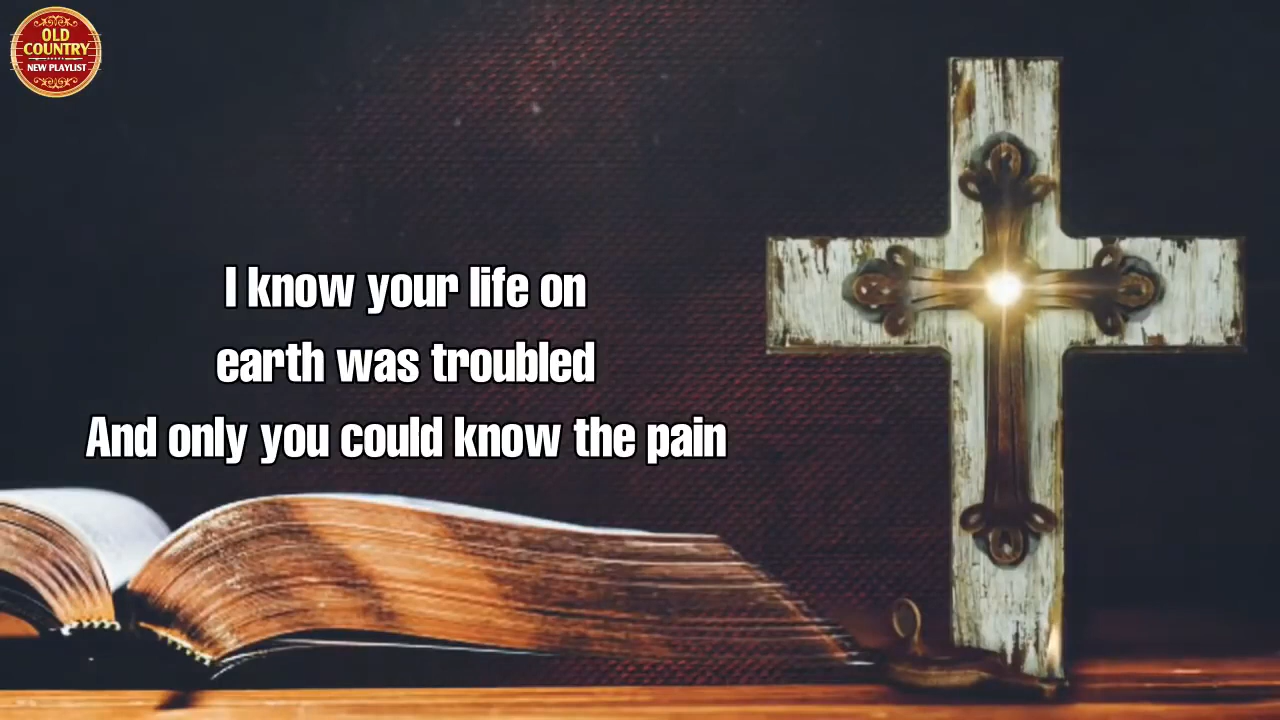 OLD
COUNTRY
NEW PLAYLIST
I know your life on
earth was troubled
And only you could know the pain